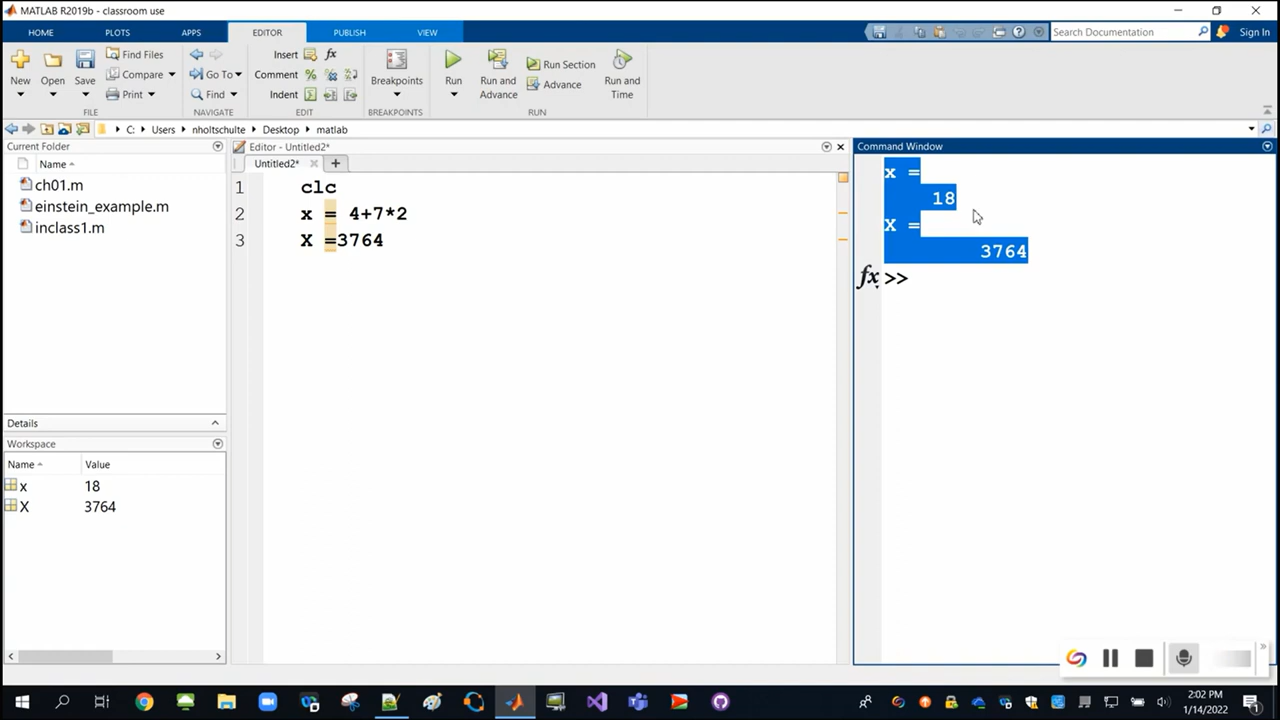 MATLAB R2019b - classroom use
HOME PLOTS APPS EDITOR PUBLISH VIEW Search Documentation Sign In
New Open Save Find Files Compare Print Go To Find Insert fx Comment % % Indent Breakpoints Run Run and Advance Run Section Advance Run and Time
FILE NAVIGATE EDIT BREAKPOINTS RUN
C: Users nholtschulte Desktop matlab
Current Folder
Name
ch01.m
einstein_example.m
inclass1.m
Details
Workspace
Name Value
x 18
X 3764
Editor - Untitled2*
Untitled2* +
1 clc
2 x = 4+7*2
3 X =3764
Command Window
x =
18
X =
3764
fx >>
2:02 PM
1/14/2022